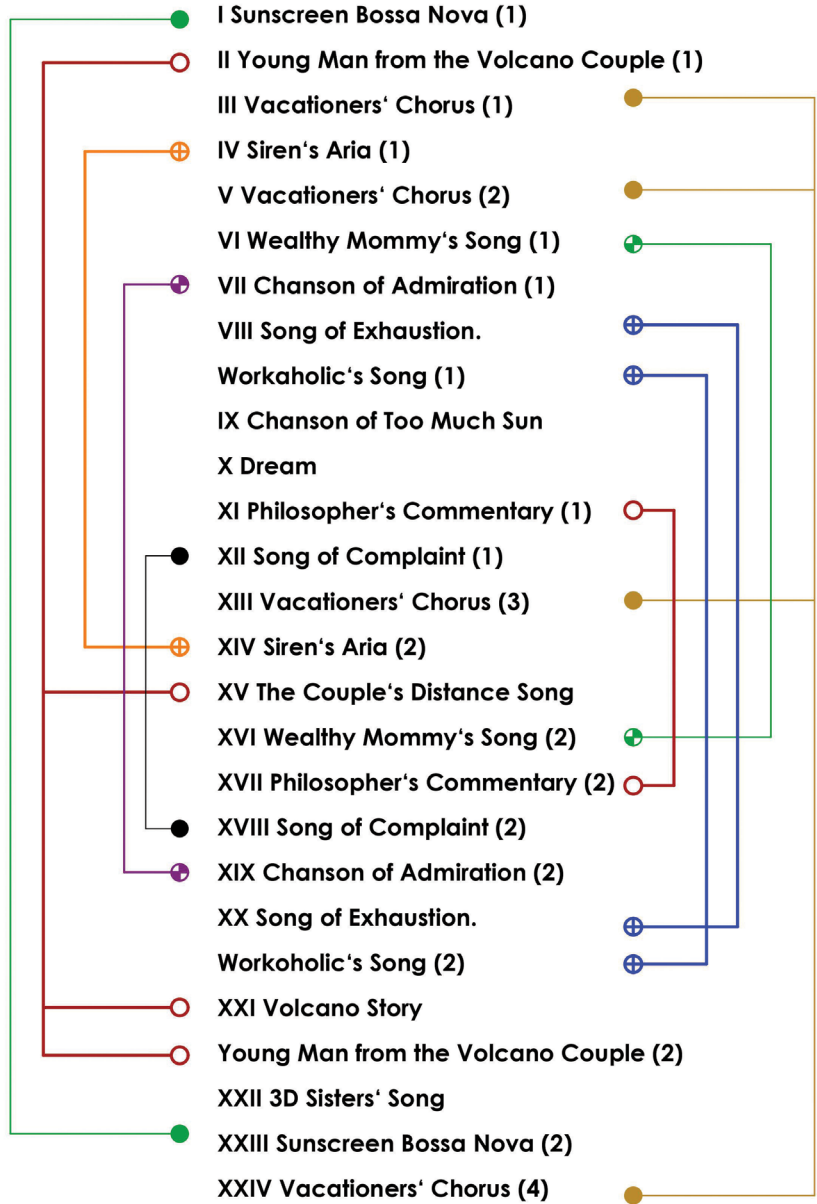 I Sunscreen Bossa Nova (1)
II Young Man from the Volcano Couple (1)
III Vacationers‘ Chorus (1)
IV Siren‘s Aria (1)
V Vacationers‘ Chorus (2)
VI Wealthy Mommy‘s Song (1)
VII Chanson of Admiration (1)
VIII Song of Exhaustion.
Workaholic‘s Song (1)
IX Chanson of Too Much Sun
X Dream
XI Philosopher‘s Commentary (1)
XII Song of Complaint (1)
XIII Vacationers‘ Chorus (3)
XIV Siren‘s Aria (2)
XV The Couple‘s Distance Song
XVI Wealthy Mommy‘s Song (2)
XVII Philosopher‘s Commentary (2)
XVIII Song of Complaint (2)
XIX Chanson of Admiration (2)
XX Song of Exhaustion.
Workoholic‘s Song (2)
XXI Volcano Story
Young Man from the Volcano Couple (2)
XXII 3D Sisters‘ Song
XXIII Sunscreen Bossa Nova (2)
XXIV Vacationers‘ Chorus (4)